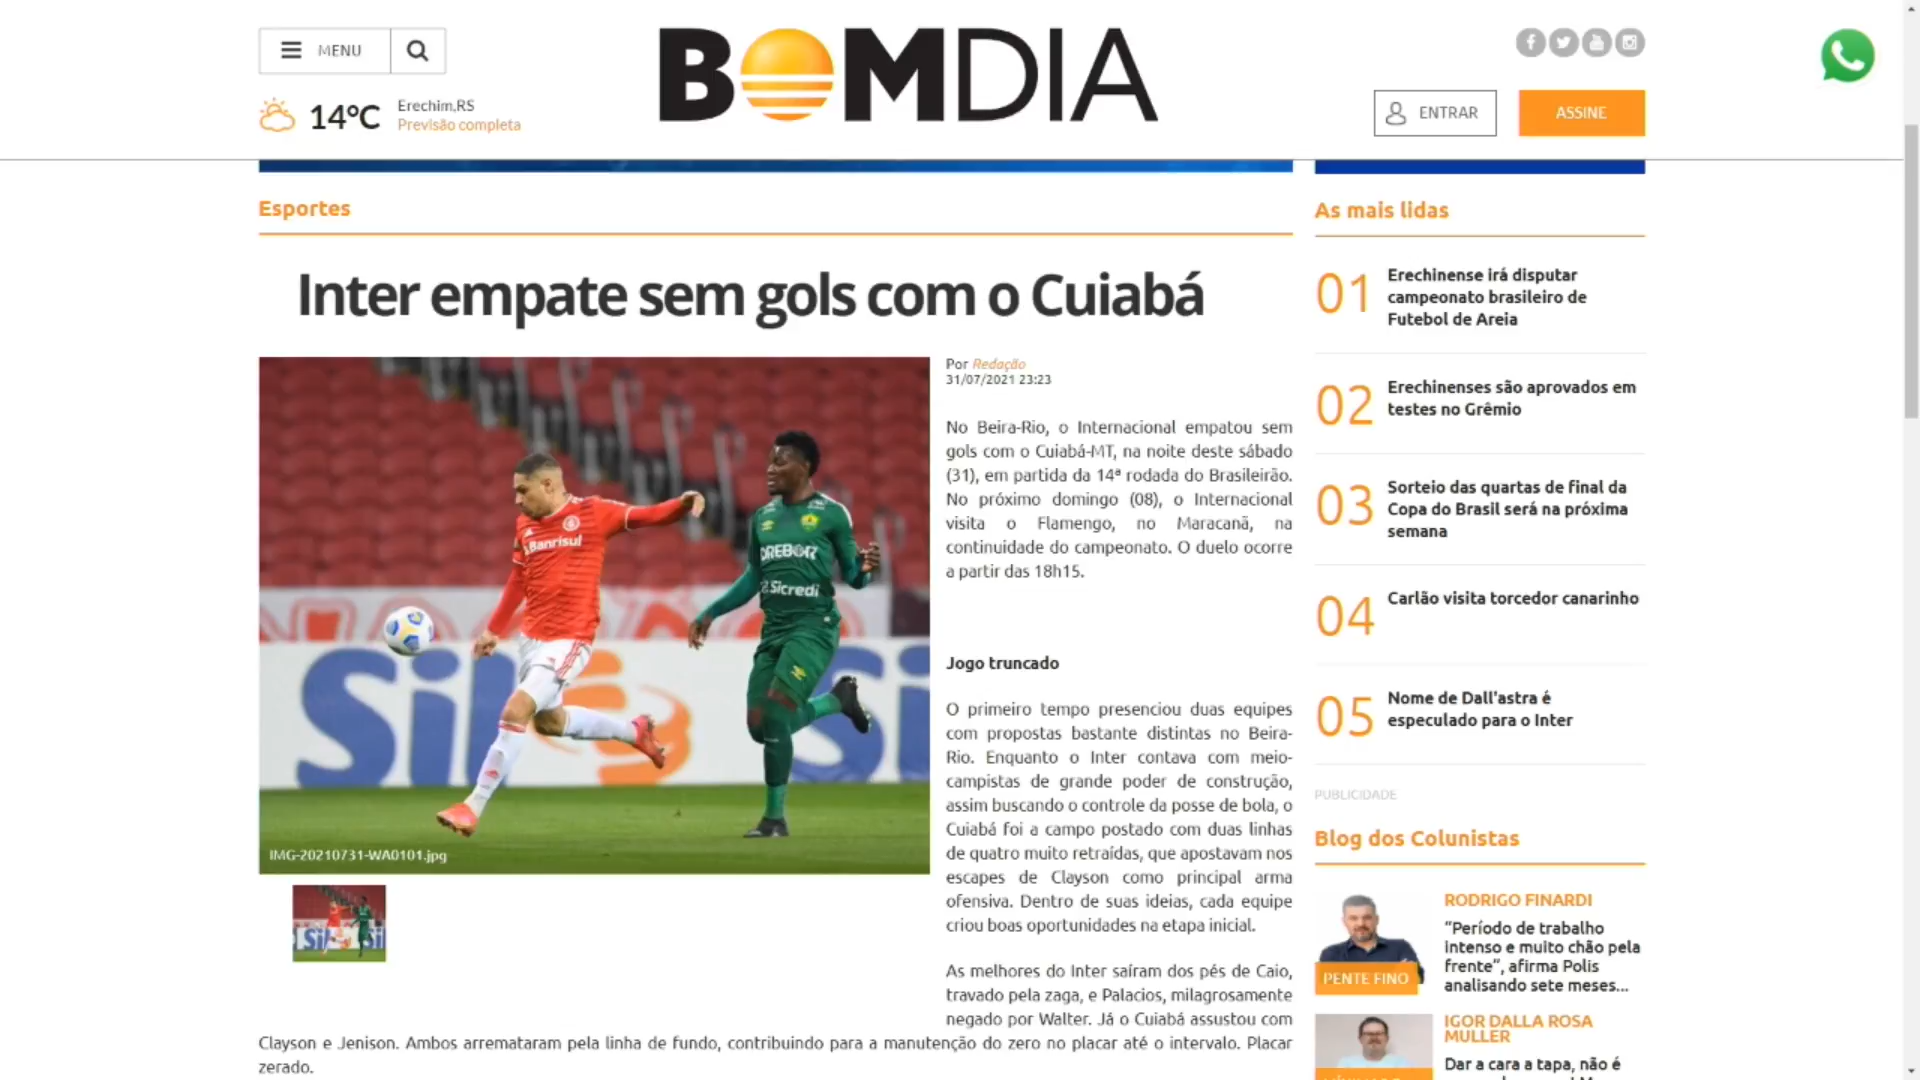 MENU
BOMDIA
14ºC
Erechim,RS
Previsão completa
ENTRAR
ASSINE
Esportes
Inter empate sem gols com o Cuiabá
Banrisul
DREBOR
Sicredi
Sil
IMG-20210731-WA0101.jpg
Por Redação
31/07/2021 23:23
No Beira-Rio, o Internacional empatou sem
gols com o Cuiabá-MT, na noite deste sábado
(31), em partida da 14ª rodada do Brasileirão.
No próximo domingo (08), o Internacional
visita o Flamengo, no Maracanã, na
continuidade do campeonato. O duelo ocorre
a partir das 18h15.
Jogo truncado
O primeiro tempo presenciou duas equipes
com propostas bastante distintas no Beira-
Rio. Enquanto o Inter contava com meio-
campistas de grande poder de construção,
assim buscando o controle da posse de bola, o
Cuiabá foi a campo postado com duas linhas
de quatro muito retraídas, que apostavam nos
escapes de Clayson como principal arma
ofensiva. Dentro de suas ideias, cada equipe
criou boas oportunidades na etapa inicial.
As melhores do Inter saíram dos pés de Caio,
travado pela zaga, e Palacios, milagrosamente
negado por Walter. Já o Cuiabá assustou com
Clayson e Jenison. Ambos arremataram pela linha de fundo, contribuindo para a manutenção do zero no placar até o intervalo. Placar
zerado.
As mais lidas
01
Erechinense irá disputar
campeonato brasileiro de
Futebol de Areia
02
Erechinenses são aprovados em
testes no Grêmio
03
Sorteio das quartas de final da
Copa do Brasil será na próxima
semana
04
Carlão visita torcedor canarinho
05
Nome de Dall'astra é
especulado para o Inter
PUBLICIDADE
Blog dos Colunistas
PENTE FINO
RODRIGO FINARDI
“Período de trabalho
intenso e muito chão pela
frente”, afirma Polis
analisando sete meses...
IGOR DALLA ROSA
MULLER
Dar a cara a tapa, não é